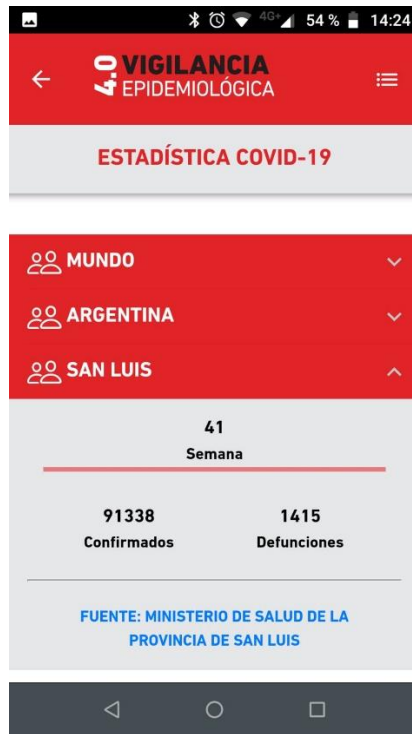 4G+ 54 % 14:24
4.0 VIGILANCIA
EPIDEMIOLÓGICA
ESTADÍSTICA COVID-19
MUNDO
ARGENTINA
SAN LUIS
41
Semana
91338 1415
Confirmados Defunciones
FUENTE: MINISTERIO DE SALUD DE LA
PROVINCIA DE SAN LUIS